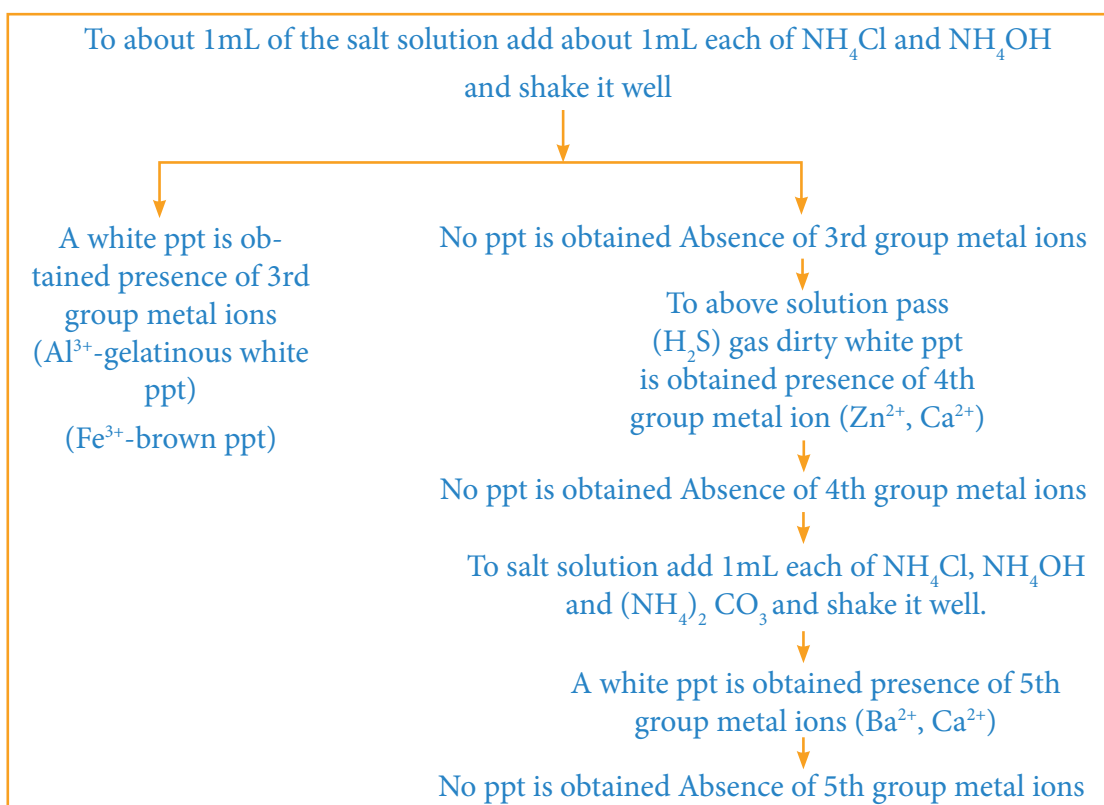 To about 1mL of the salt solution add about 1mL each of NH₄Cl and NH₄OH
and shake it well
A white ppt is ob-
tained presence of 3rd
group metal ions
(Al³⁺-gelatinous white
ppt)
(Fe³⁺-brown ppt)
No ppt is obtained Absence of 3rd group metal ions
To above solution pass
(H₂S) gas dirty white ppt
is obtained presence of 4th
group metal ion (Zn²⁺, Ca²⁺)
No ppt is obtained Absence of 4th group metal ions
To salt solution add 1mL each of NH₄Cl, NH₄OH
and (NH₄)₂ CO₃ and shake it well.
A white ppt is obtained presence of 5th
group metal ions (Ba²⁺, Ca²⁺)
No ppt is obtained Absence of 5th group metal ions